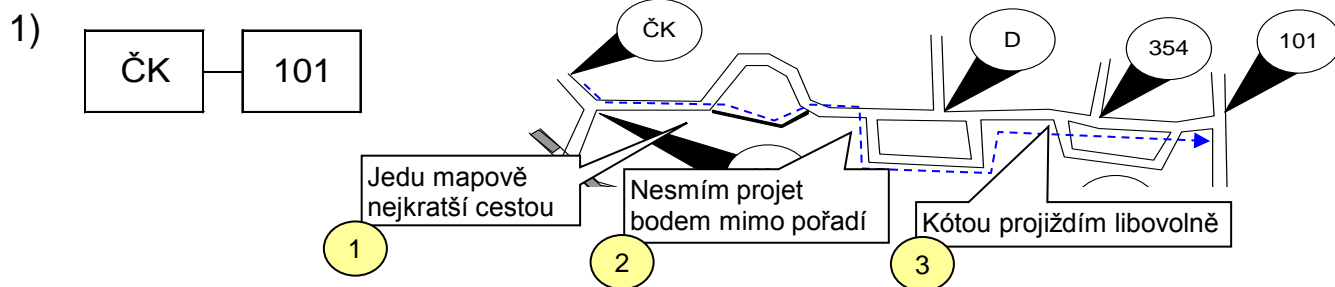 1)
ČK
101
ČK
D
354
101
Jedu mapově
nejkratší cestou
1
Nesmím projet
bodem mimo pořadí
2
Kótou projiždím libovolně
3